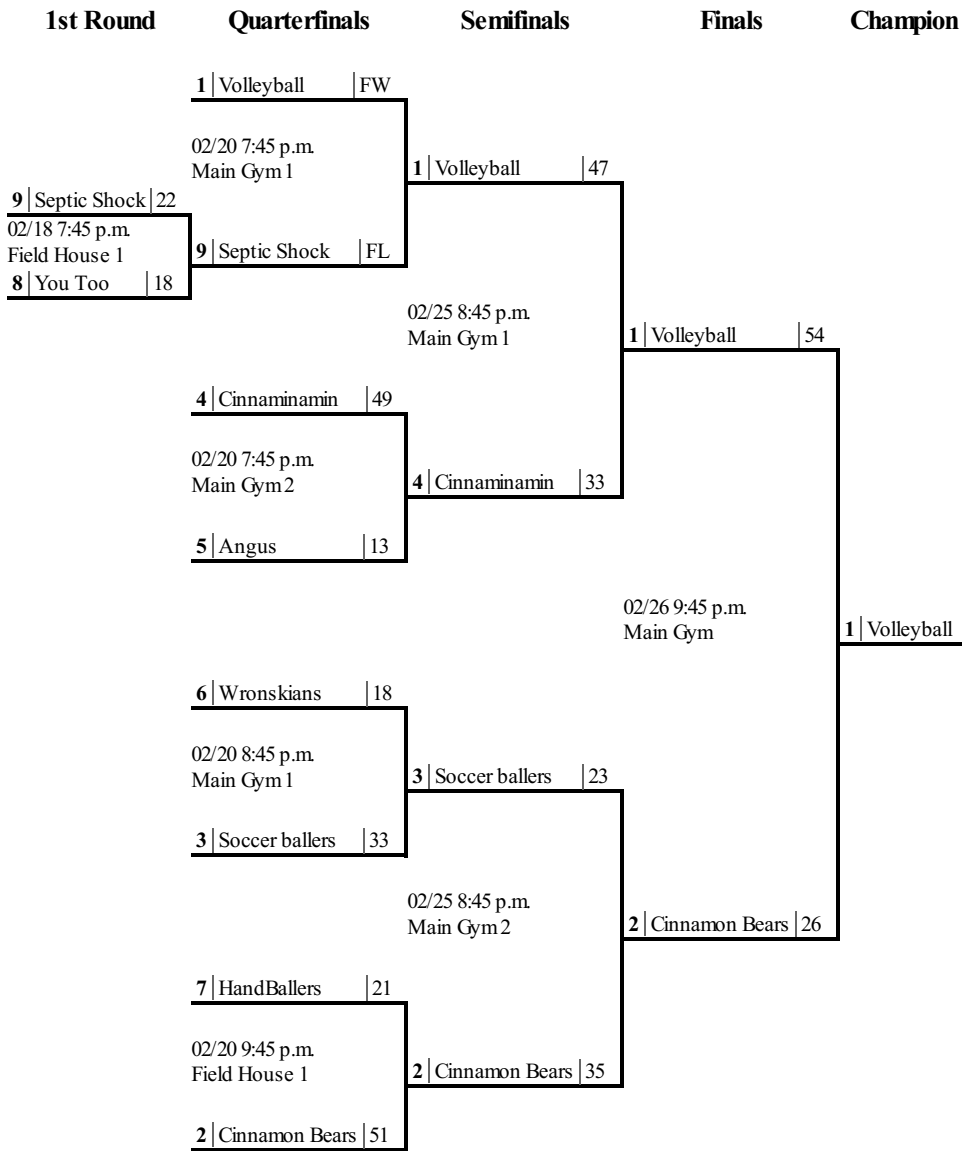 1st Round Quarterfinals Semifinals Finals Champion
1 Volleyball FW
02/20 7:45 p.m.
Main Gym 1
1 Volleyball 47
9 Septic Shock 22
02/18 7:45 p.m.
Field House 1
9 Septic Shock FL
8 You Too 18
02/25 8:45 p.m.
Main Gym 1
1 Volleyball 54
4 Cinnaminamin 49
02/20 7:45 p.m.
Main Gym 2
4 Cinnaminamin 33
5 Angus 13
02/26 9:45 p.m.
Main Gym
1 Volleyball
6 Wronskians 18
02/20 8:45 p.m.
Main Gym 1
3 Soccer ballers 23
3 Soccer ballers 33
02/25 8:45 p.m.
Main Gym 2
2 Cinnamon Bears 26
7 HandBallers 21
02/20 9:45 p.m.
Field House 1
2 Cinnamon Bears 35
2 Cinnamon Bears 51